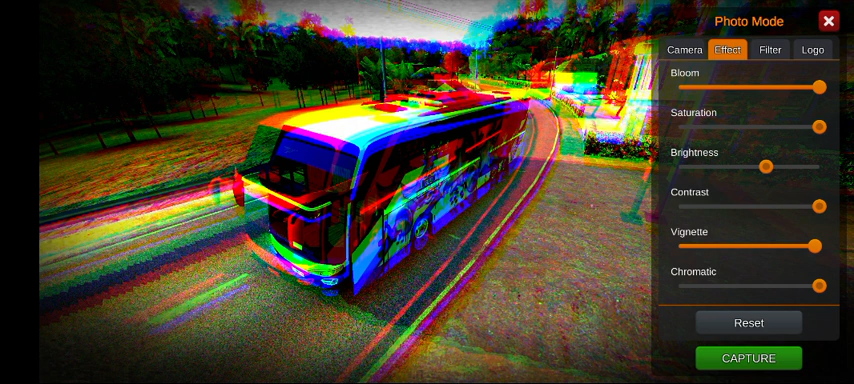 Photo Mode
Camera Effect Filter Logo
Bloom
Saturation
Brightness
Contrast
Vignette
Chromatic
Reset
CAPTURE